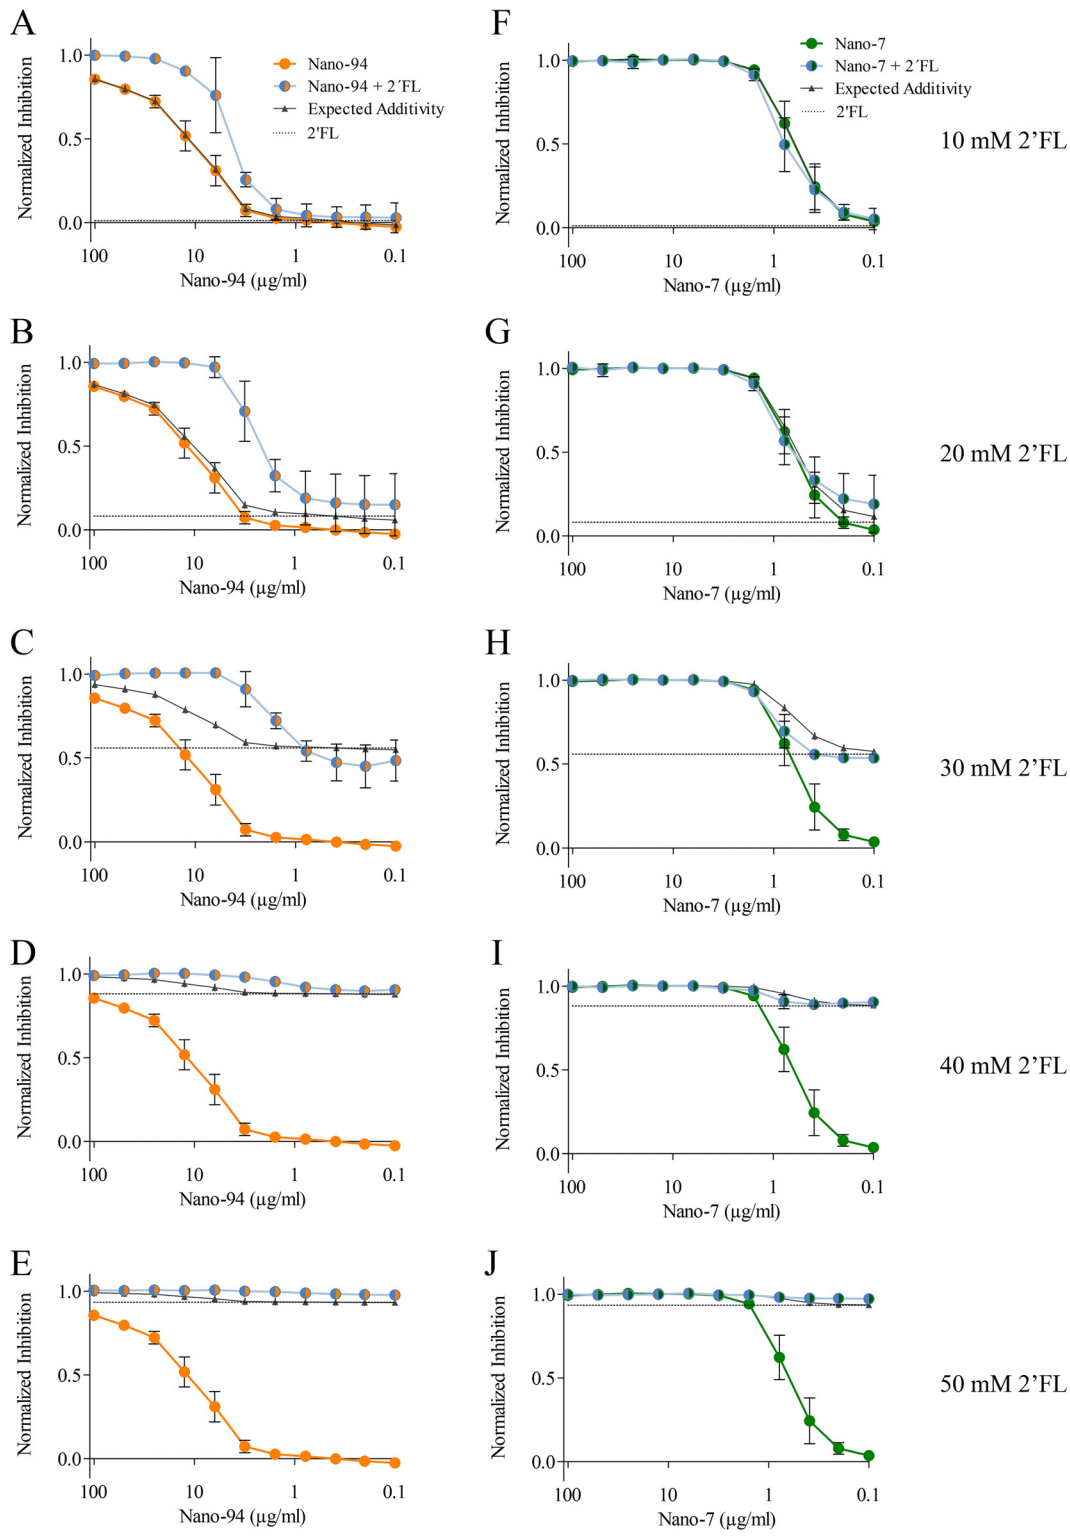 A
Normalized Inhibition
1.0
0.5
0.0
100 10 1 0.1
Nano-94 (µg/ml)
Nano-94
Nano-94 + 2´FL
Expected Additivity
2'FL
F
Normalized Inhibition
1.0
0.5
0.0
100 10 1 0.1
Nano-7 (µg/ml)
Nano-7
Nano-7 + 2´FL
Expected Additivity
2'FL
10 mM 2’FL
B
Normalized Inhibition
1.0
0.5
0.0
100 10 1 0.1
Nano-94 (µg/ml)
G
Normalized Inhibition
1.0
0.5
0.0
100 10 1 0.1
Nano-7 (µg/ml)
20 mM 2’FL
C
Normalized Inhibition
1.0
0.5
0.0
100 10 1 0.1
Nano-94 (µg/ml)
H
Normalized Inhibition
1.0
0.5
0.0
100 10 1 0.1
Nano-7 (µg/ml)
30 mM 2’FL
D
Normalized Inhibition
1.0
0.5
0.0
100 10 1 0.1
Nano-94 (µg/ml)
I
Normalized Inhibition
1.0
0.5
0.0
100 10 1 0.1
Nano-7 (µg/ml)
40 mM 2’FL
E
Normalized Inhibition
1.0
0.5
0.0
100 10 1 0.1
Nano-94 (µg/ml)
J
Normalized Inhibition
1.0
0.5
0.0
100 10 1 0.1
Nano-7 (µg/ml)
50 mM 2’FL